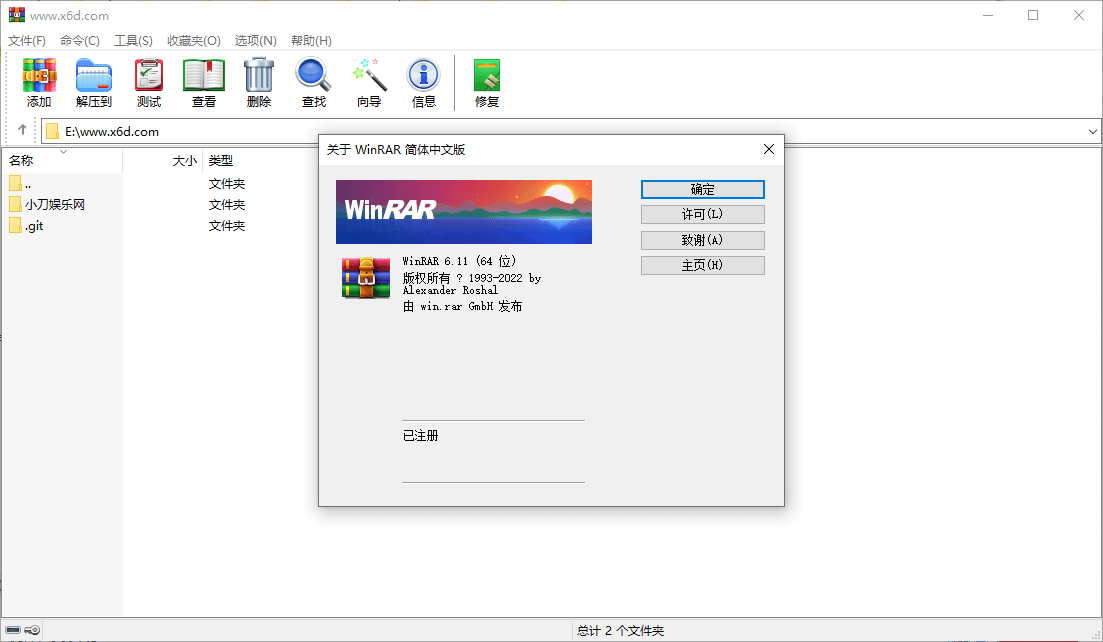 www.x6d.com
文件(F) 命令(C) 工具(S) 收藏夹(O) 选项(N) 帮助(H)
添加 解压到 测试 查看 删除 查找 向导 信息 修复
E:\www.x6d.com
名称 大小 类型
.. 文件夹
小刀娱乐网 文件夹
.git 文件夹
关于 WinRAR 简体中文版
WinRAR
确定
许可(L)
致谢(A)
主页(H)
WinRAR 6.11 (64 位)
版权所有 ? 1993-2022 by
Alexander Roshal
由 win.rar GmbH 发布
已注册
总计 2 个文件夹